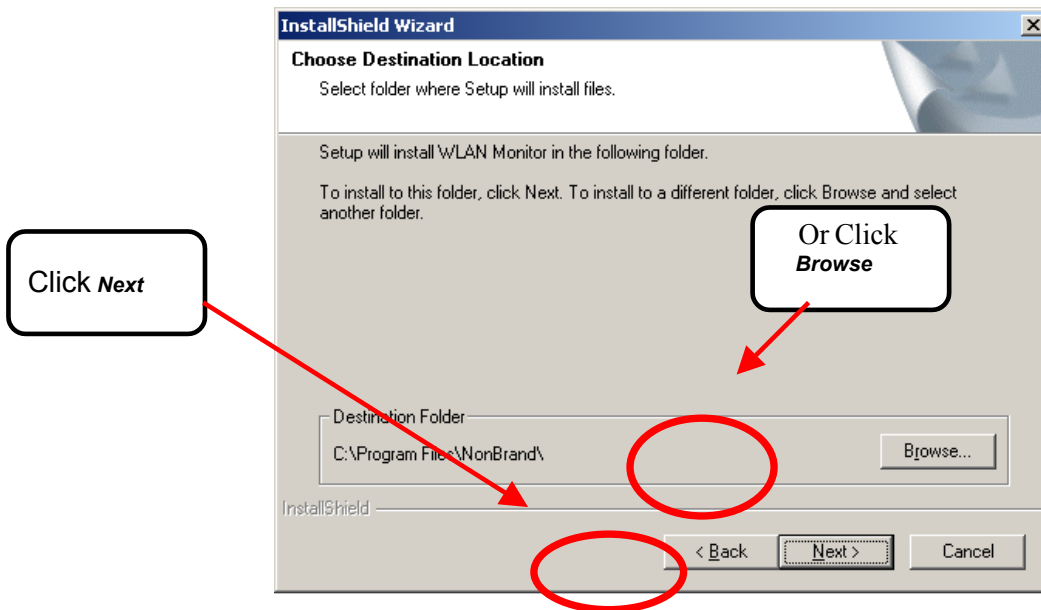 InstallShield Wizard
Choose Destination Location
Select folder where Setup will install files.
Setup will install WLAN Monitor in the following folder.
To install to this folder, click Next. To install to a different folder, click Browse and select
another folder.
Or Click
Browse
Click Next
Destination Folder
C:\Program Files\NonBrand\
Browse...
InstallShield
< Back
Next >
Cancel